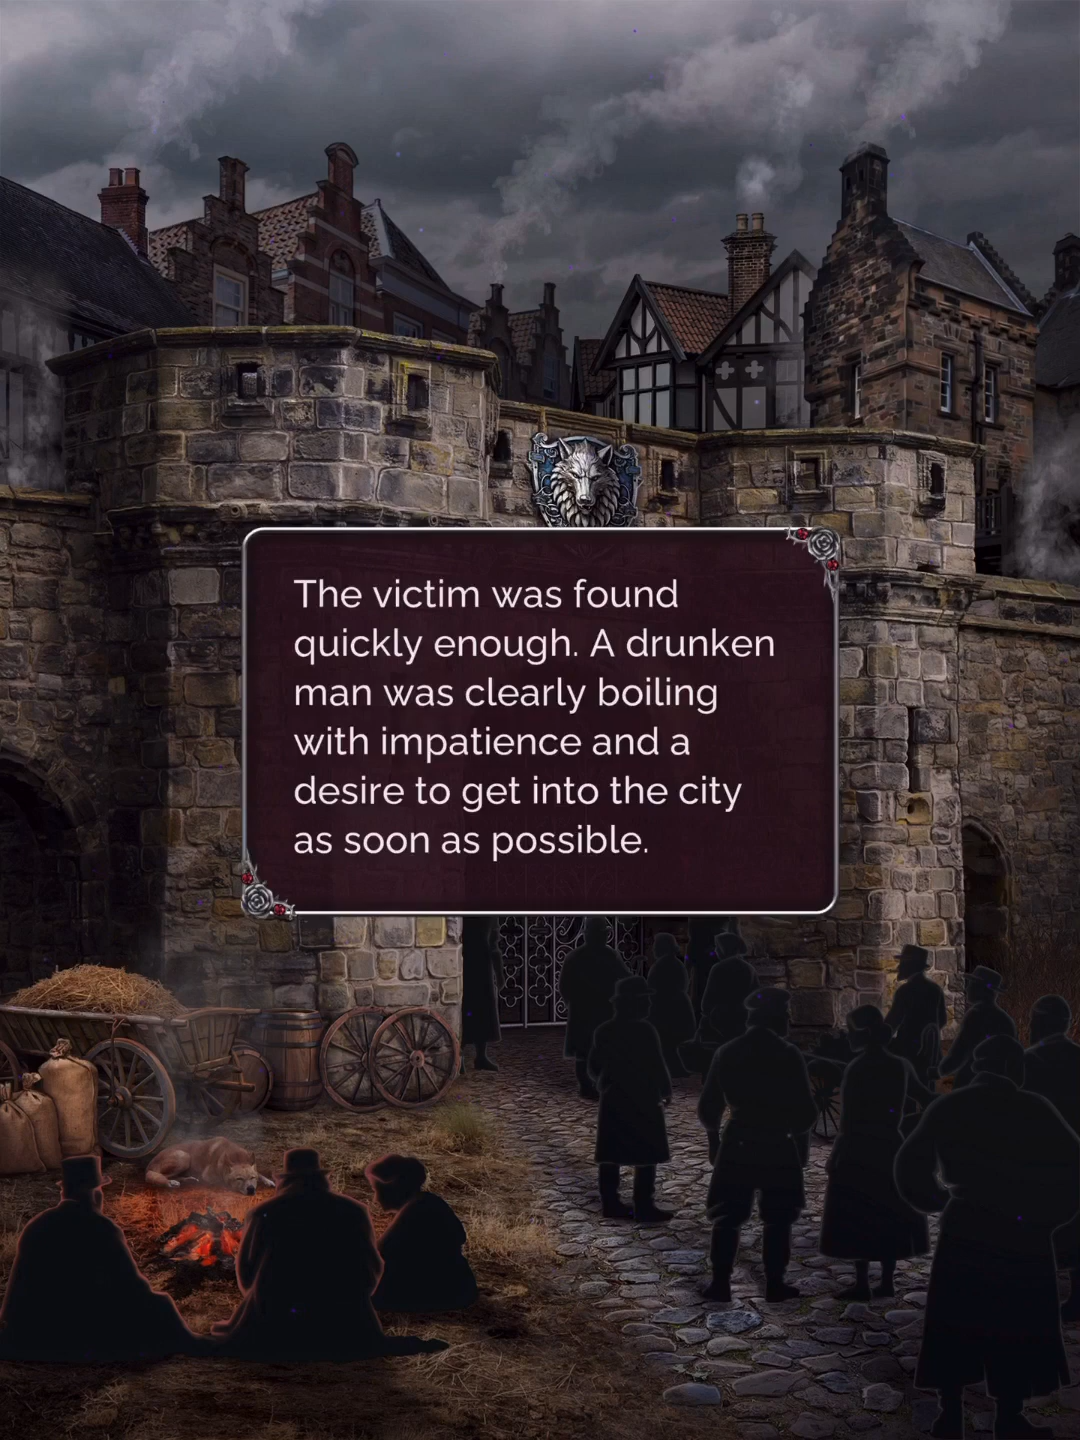 The victim was found
quickly enough. A drunken
man was clearly boiling
with impatience and a
desire to get into the city
as soon as possible.